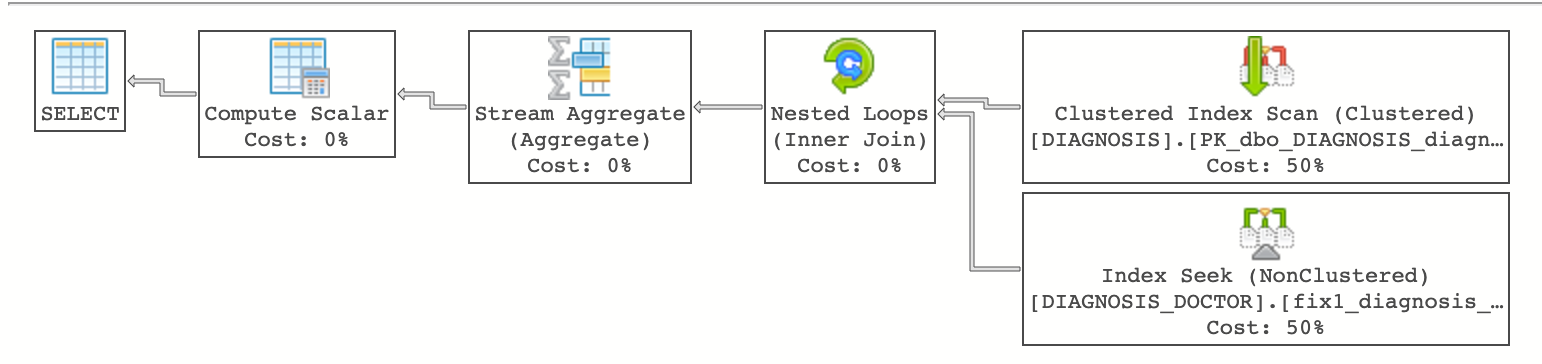 SELECT
Compute Scalar
Cost: 0%
Stream Aggregate
(Aggregate)
Cost: 0%
Nested Loops
(Inner Join)
Cost: 0%
Clustered Index Scan (Clustered)
[DIAGNOSIS].[PK_dbo_DIAGNOSIS_diagn…
Cost: 50%
Index Seek (NonClustered)
[DIAGNOSIS_DOCTOR].[fix1_diagnosis_…
Cost: 50%